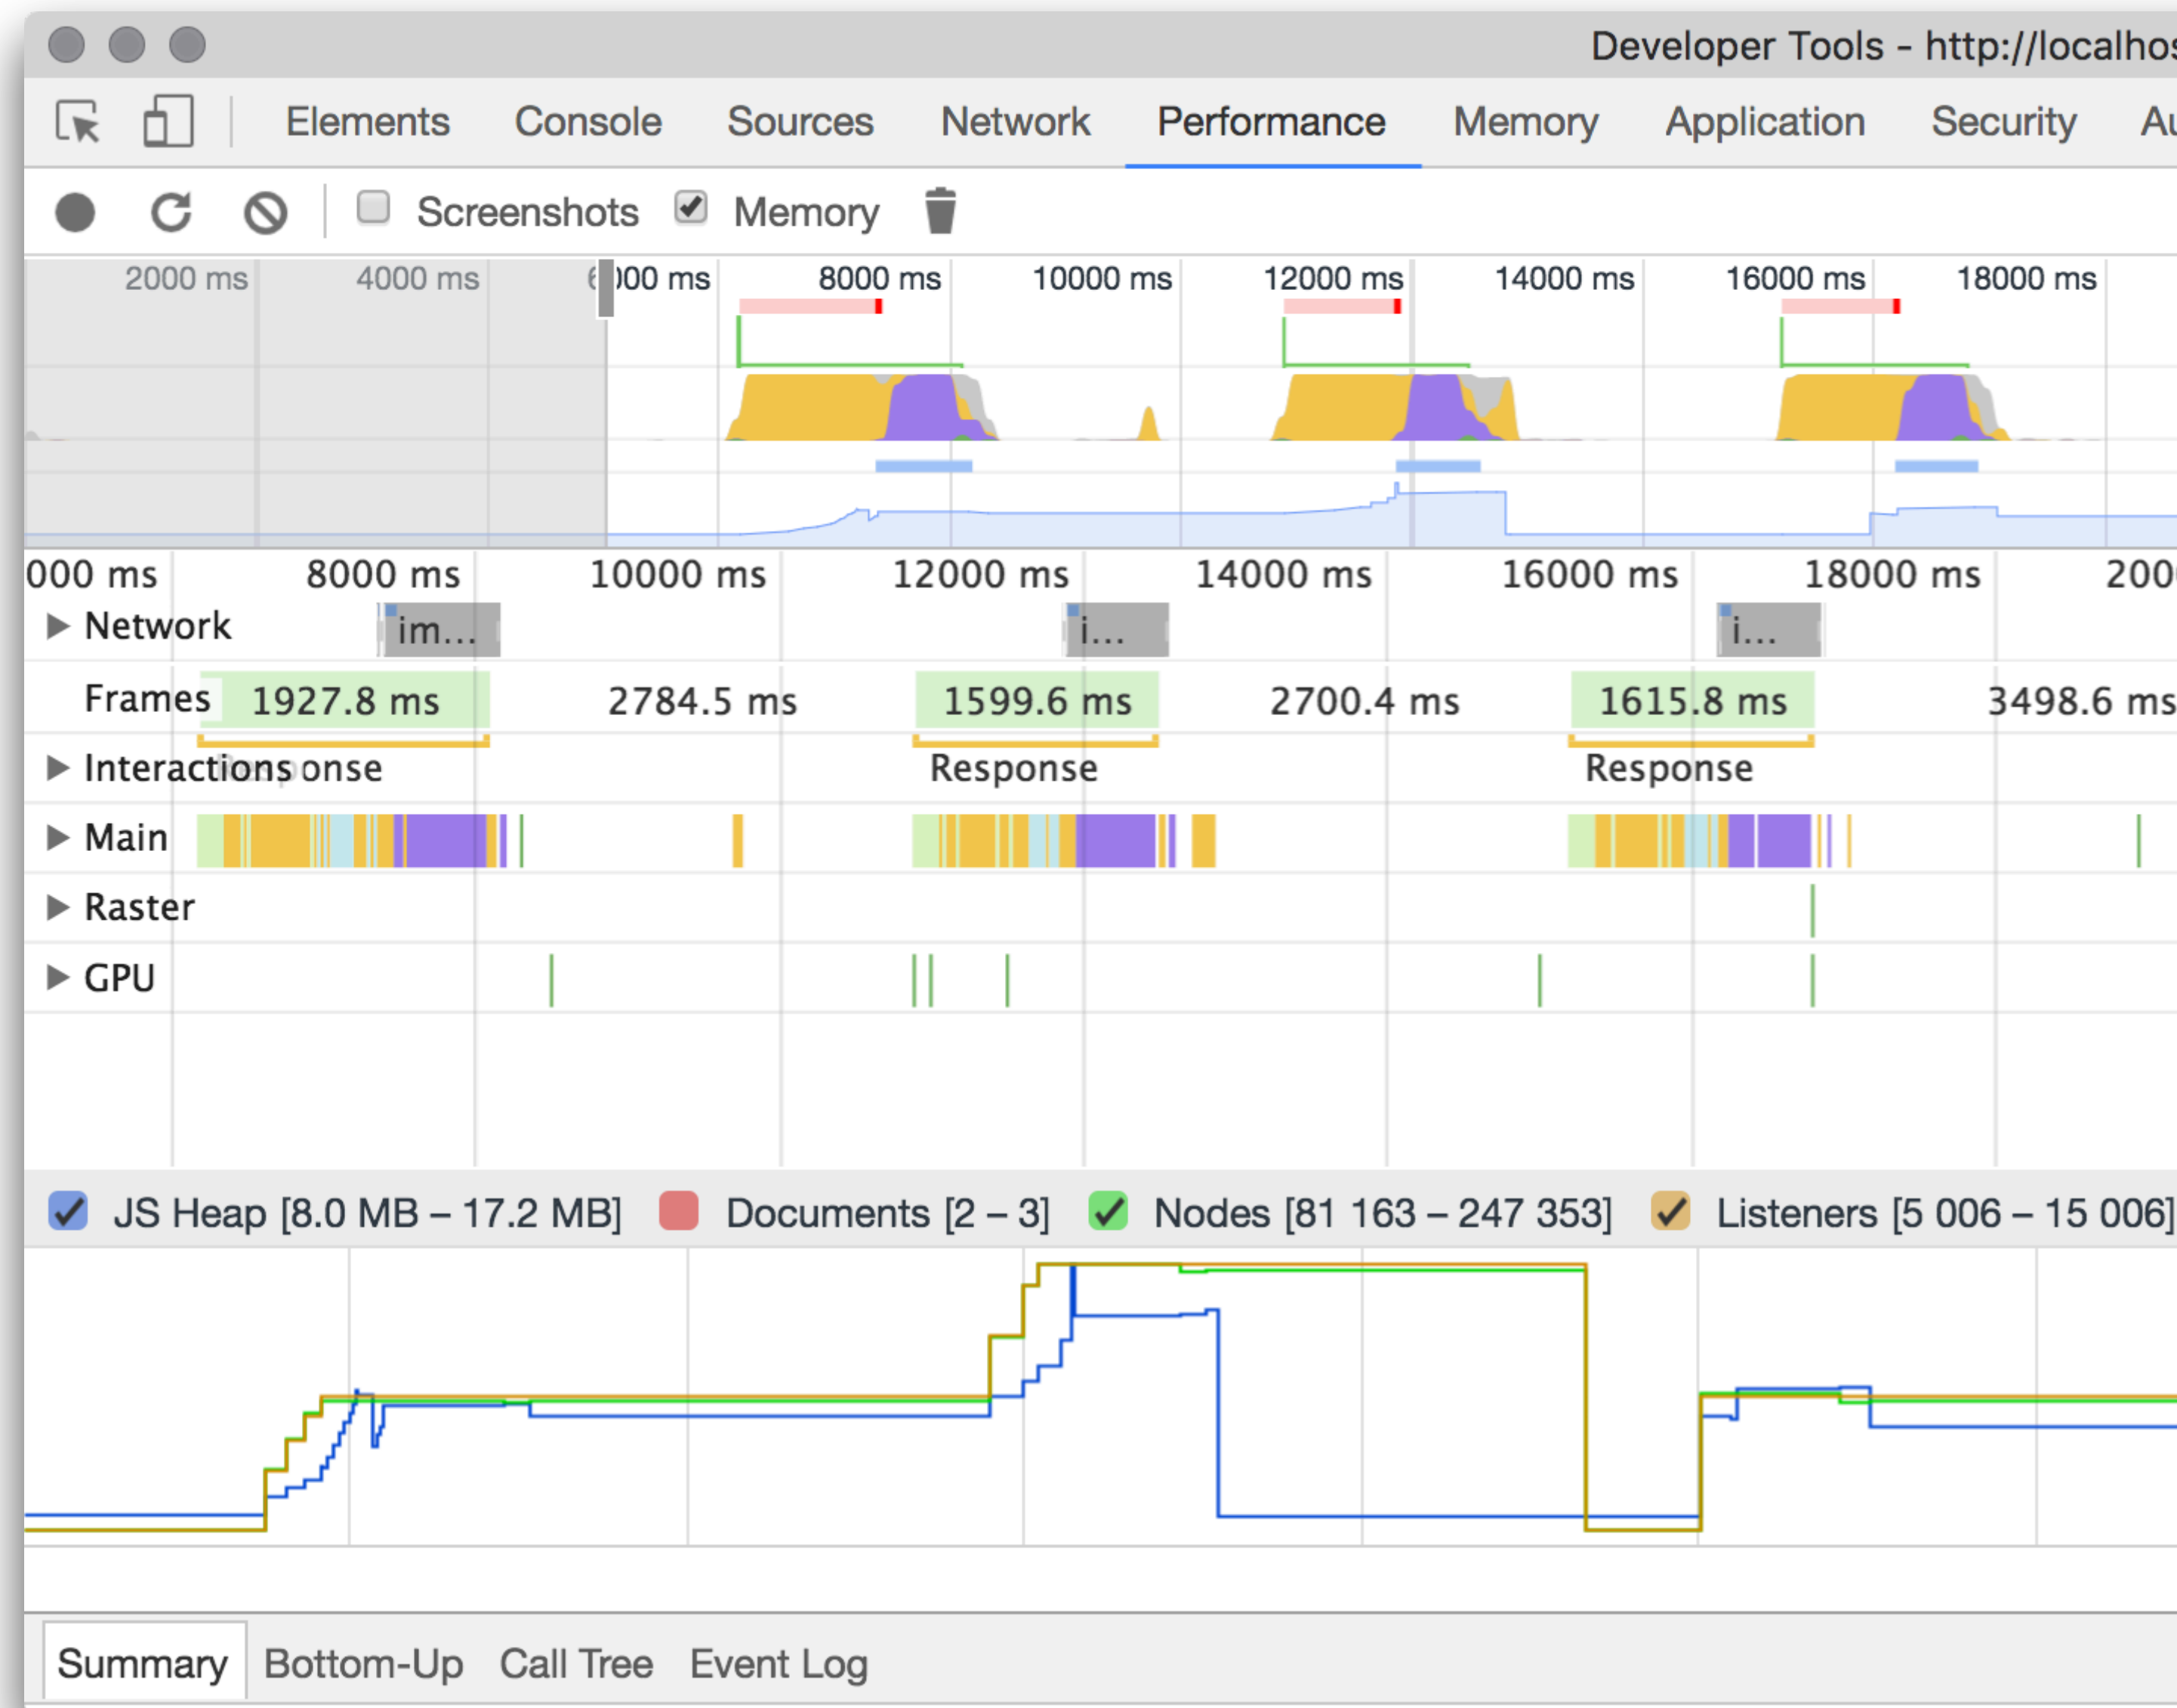 Developer Tools - http://localhos
Elements Console Sources Network Performance Memory Application Security Au
Screenshots Memory
2000 ms 4000 ms 6000 ms 8000 ms 10000 ms 12000 ms 14000 ms 16000 ms 18000 ms
000 ms 8000 ms 10000 ms 12000 ms 14000 ms 16000 ms 18000 ms 200
Network im... i... i...
Frames 1927.8 ms 2784.5 ms 1599.6 ms 2700.4 ms 1615.8 ms 3498.6 ms
Interactions Response Response Response
Main
Raster
GPU
JS Heap [8.0 MB – 17.2 MB] Documents [2 – 3] Nodes [81 163 – 247 353] Listeners [5 006 – 15 006]
Summary Bottom-Up Call Tree Event Log